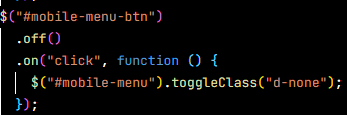 $("#mobile-menu-btn")
.off()
.on("click", function () {
$("#mobile-menu").toggleClass("d-none");
});